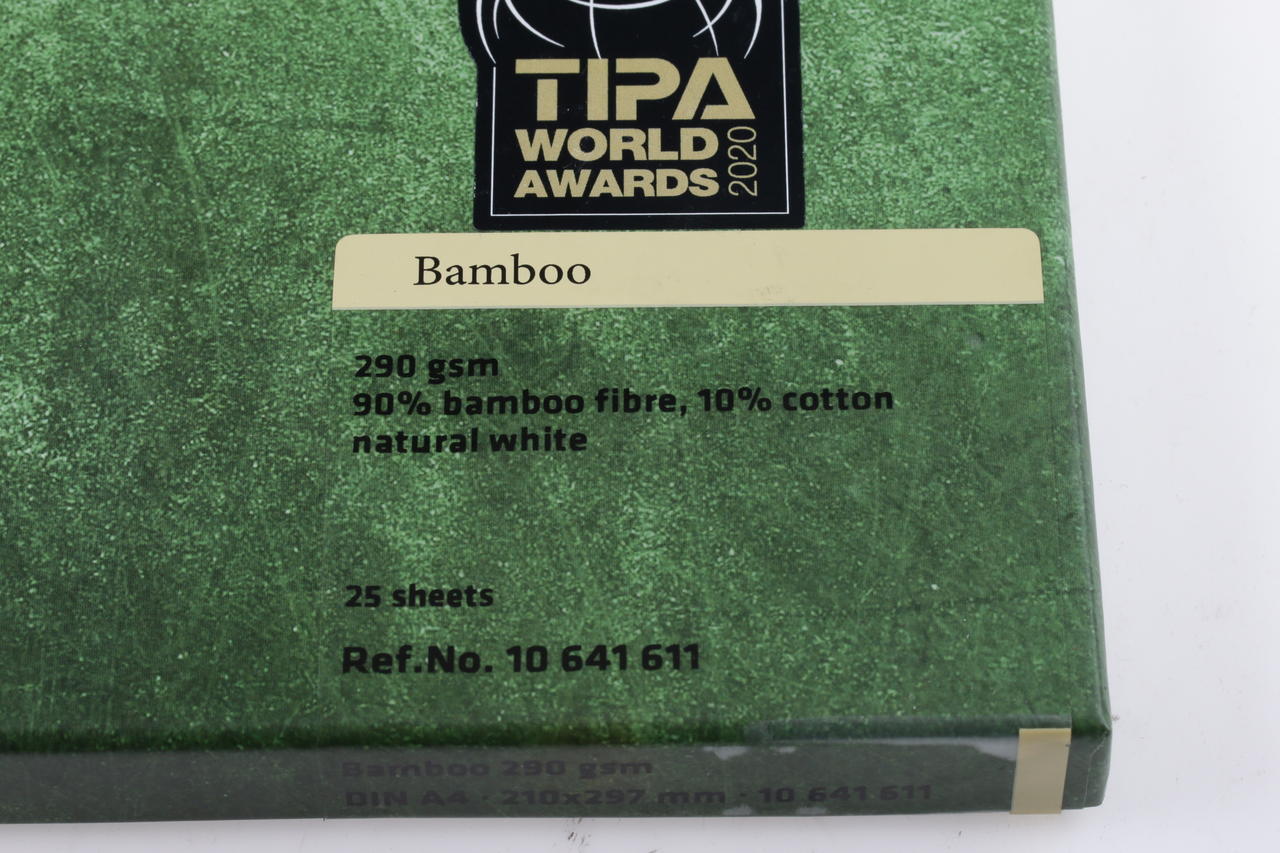 TIPA
WORLD
AWARDS 2020
Bamboo
290 gsm
90% bamboo fibre, 10% cotton
natural white
25 sheets
Ref.No. 10 641 611
Bamboo 290 gsm
DIN A4 · 210x297 mm · 10 641 611